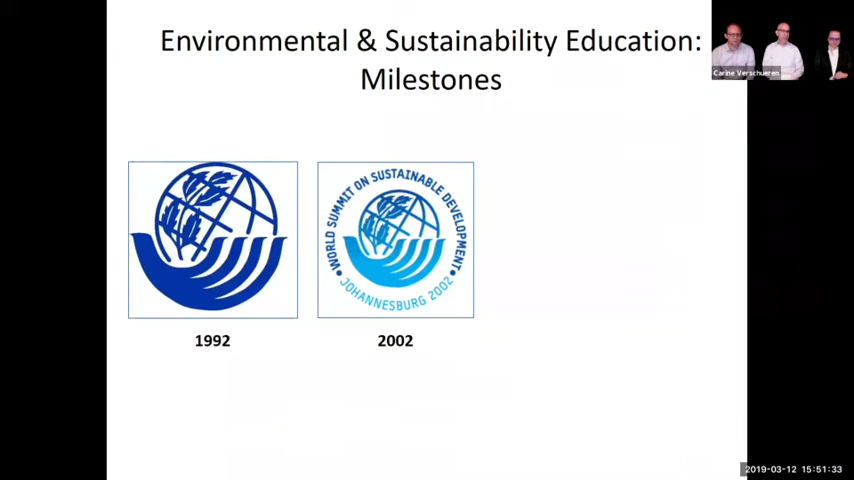 Environmental & Sustainability Education:
Milestones
Carine Verschueren
WORLD SUMMIT ON SUSTAINABLE DEVELOPMENT
JOHANNESBURG 2002
1992
2002
2019-03-12 15:51:33